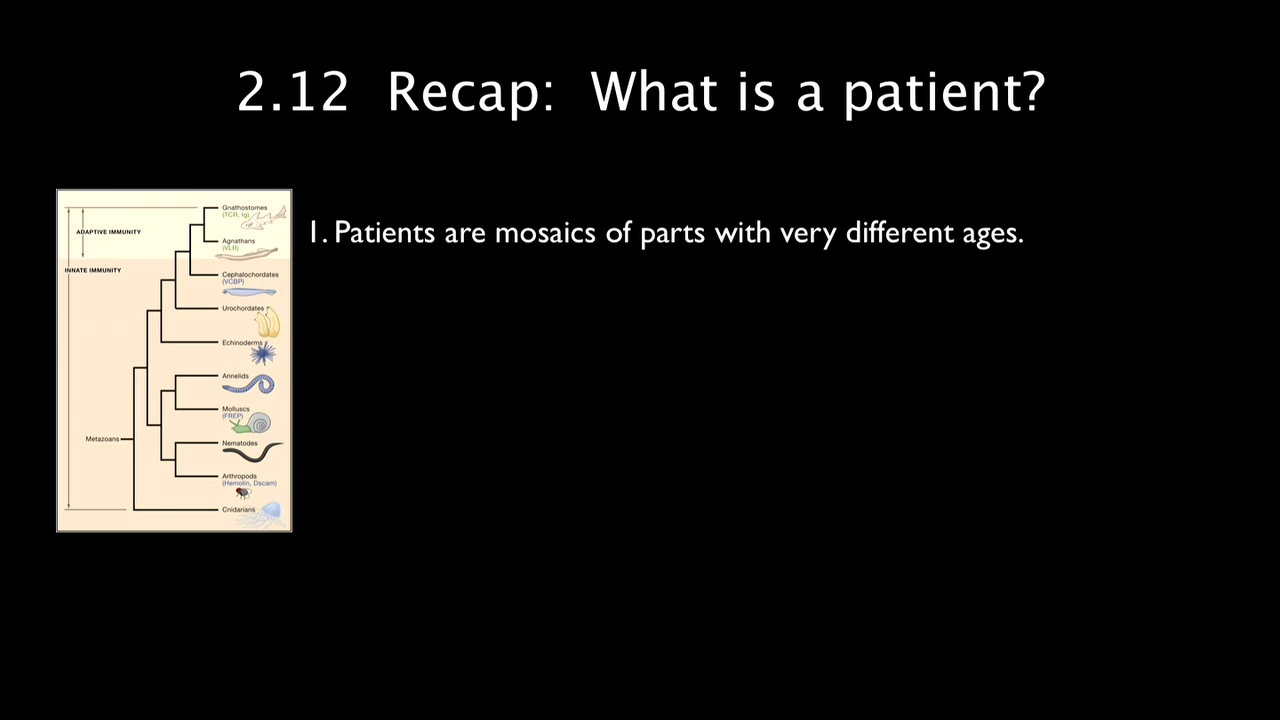 2.12 Recap: What is a patient?
1. Patients are mosaics of parts with very different ages.
Gnathostomes
(TCR, Ig)
ADAPTIVE IMMUNITY
Agnathans
(VLR)
INNATE IMMUNITY
Cephalochordates
(VCBP)
Urochordates
Echinoderms
Annelids
Molluscs
(FREP)
Metazoans
Nematodes
Arthropods
(Hemolin, Dscam)
Cnidarians